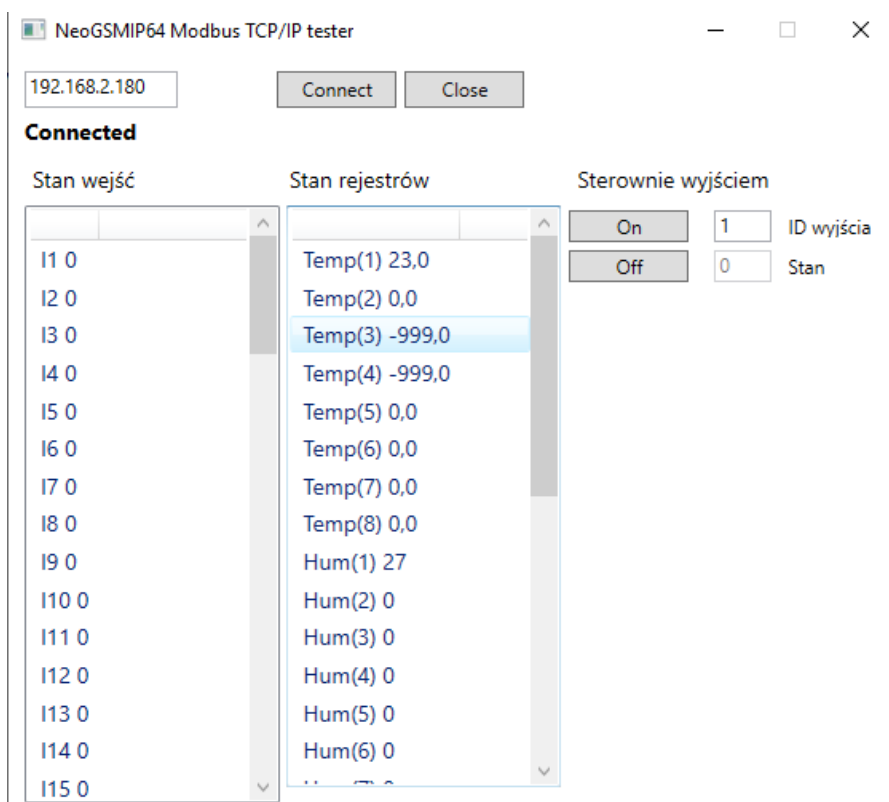 NeoGSMIP64 Modbus TCP/IP tester
192.168.2.180 Connect Close
Connected
Stan wejść Stan rejestrów Sterownie wyjściem
On 1 ID wyjścia
I1 0 Temp(1) 23,0 Off 0 Stan
I2 0 Temp(2) 0,0
I3 0 Temp(3) -999,0
I4 0 Temp(4) -999,0
I5 0 Temp(5) 0,0
I6 0 Temp(6) 0,0
I7 0 Temp(7) 0,0
I8 0 Temp(8) 0,0
I9 0 Hum(1) 27
I10 0 Hum(2) 0
I11 0 Hum(3) 0
I12 0 Hum(4) 0
I13 0 Hum(5) 0
I14 0 Hum(6) 0
I15 0